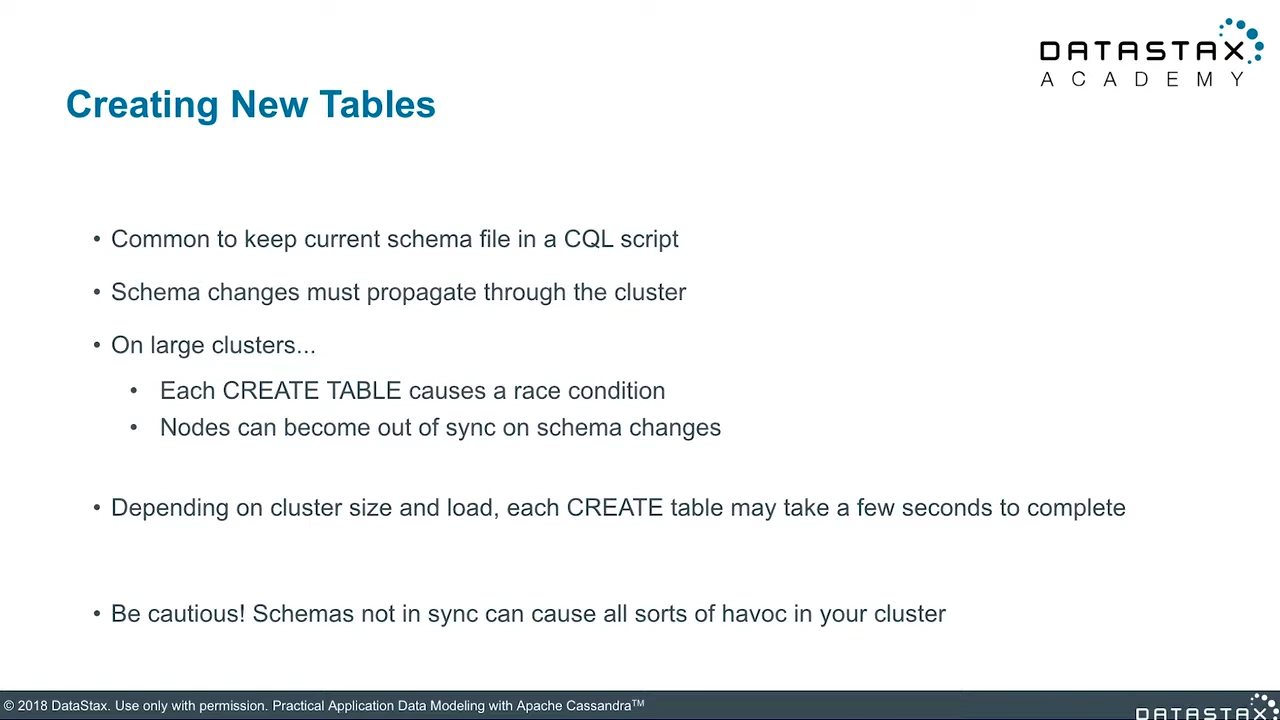 DATASTAX
ACADEMY
Creating New Tables
• Common to keep current schema file in a CQL script
• Schema changes must propagate through the cluster
• On large clusters...
• Each CREATE TABLE causes a race condition
• Nodes can become out of sync on schema changes
• Depending on cluster size and load, each CREATE table may take a few seconds to complete
• Be cautious! Schemas not in sync can cause all sorts of havoc in your cluster
© 2018 DataStax. Use only with permission. Practical Application Data Modeling with Apache Cassandra™
DATASTAX